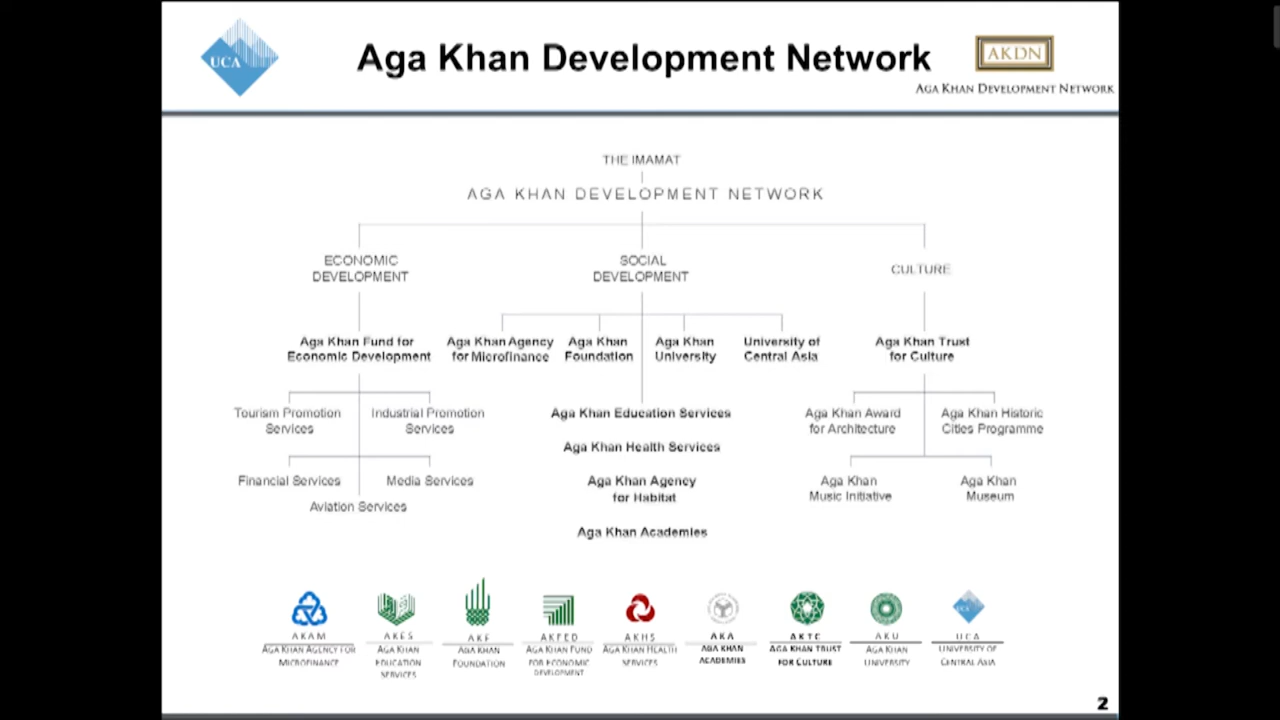 UCA
Aga Khan Development Network
AKDN
AGA KHAN DEVELOPMENT NETWORK
THE IMAMAT
AGA KHAN DEVELOPMENT NETWORK
ECONOMIC
DEVELOPMENT
SOCIAL
DEVELOPMENT
CULTURE
Aga Khan Fund for
Economic Development
Aga Khan Agency
for Microfinance
Aga Khan
Foundation
Aga Khan
University
University of
Central Asia
Aga Khan Trust
for Culture
Tourism Promotion
Services
Industrial Promotion
Services
Financial Services
Media Services
Aviation Services
Aga Khan Education Services
Aga Khan Health Services
Aga Khan Agency
for Habitat
Aga Khan Academies
Aga Khan Award
for Architecture
Aga Khan Historic
Cities Programme
Aga Khan
Music Initiative
Aga Khan
Museum
AKAM
AGA KHAN AGENCY FOR
MICROFINANCE
AKES
AGA KHAN
EDUCATION
SERVICES
AKF
AGA KHAN
FOUNDATION
AKFED
AGA KHAN FUND
FOR ECONOMIC
DEVELOPMENT
AKHS
AGA KHAN HEALTH
SERVICES
AKA
AGA KHAN
ACADEMIES
AKTC
AGA KHAN TRUST
FOR CULTURE
AKU
AGA KHAN
UNIVERSITY
UCA
UCA
UNIVERSITY OF
CENTRAL ASIA
2